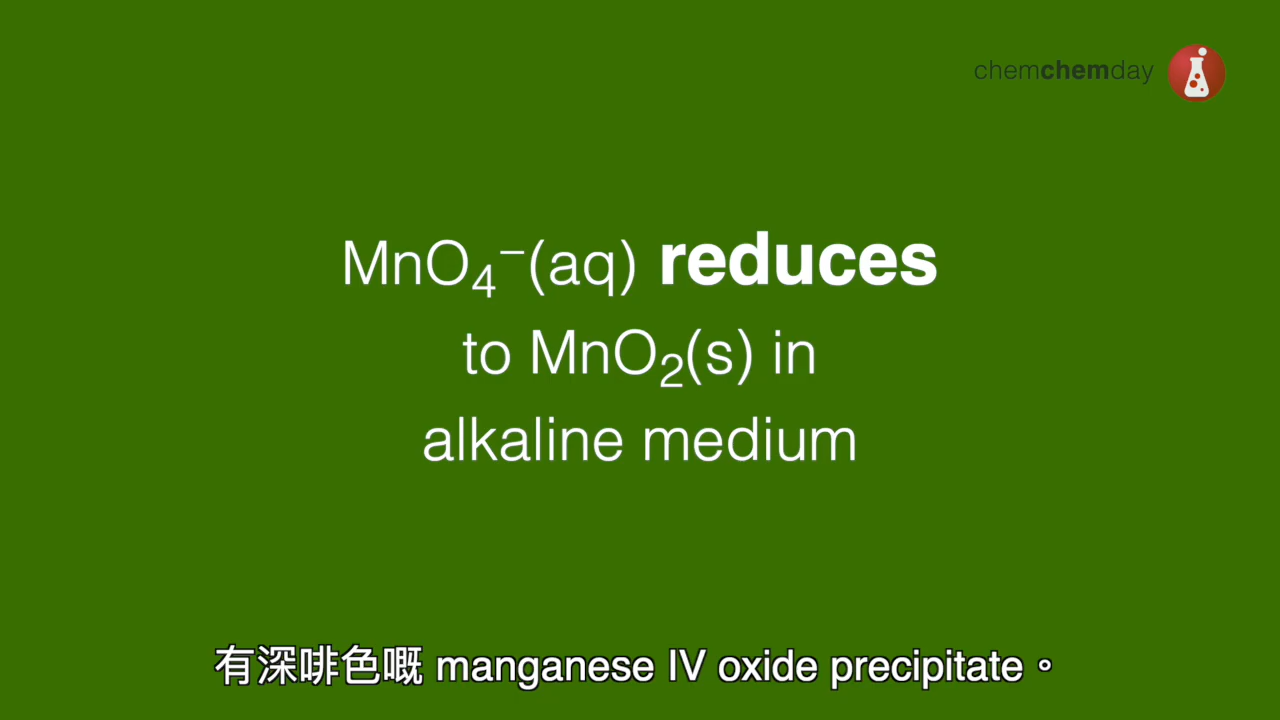 chemchemday
MnO₄⁻(aq) reduces
to MnO₂(s) in
alkaline medium
有深啡色嘅 manganese IV oxide precipitate。